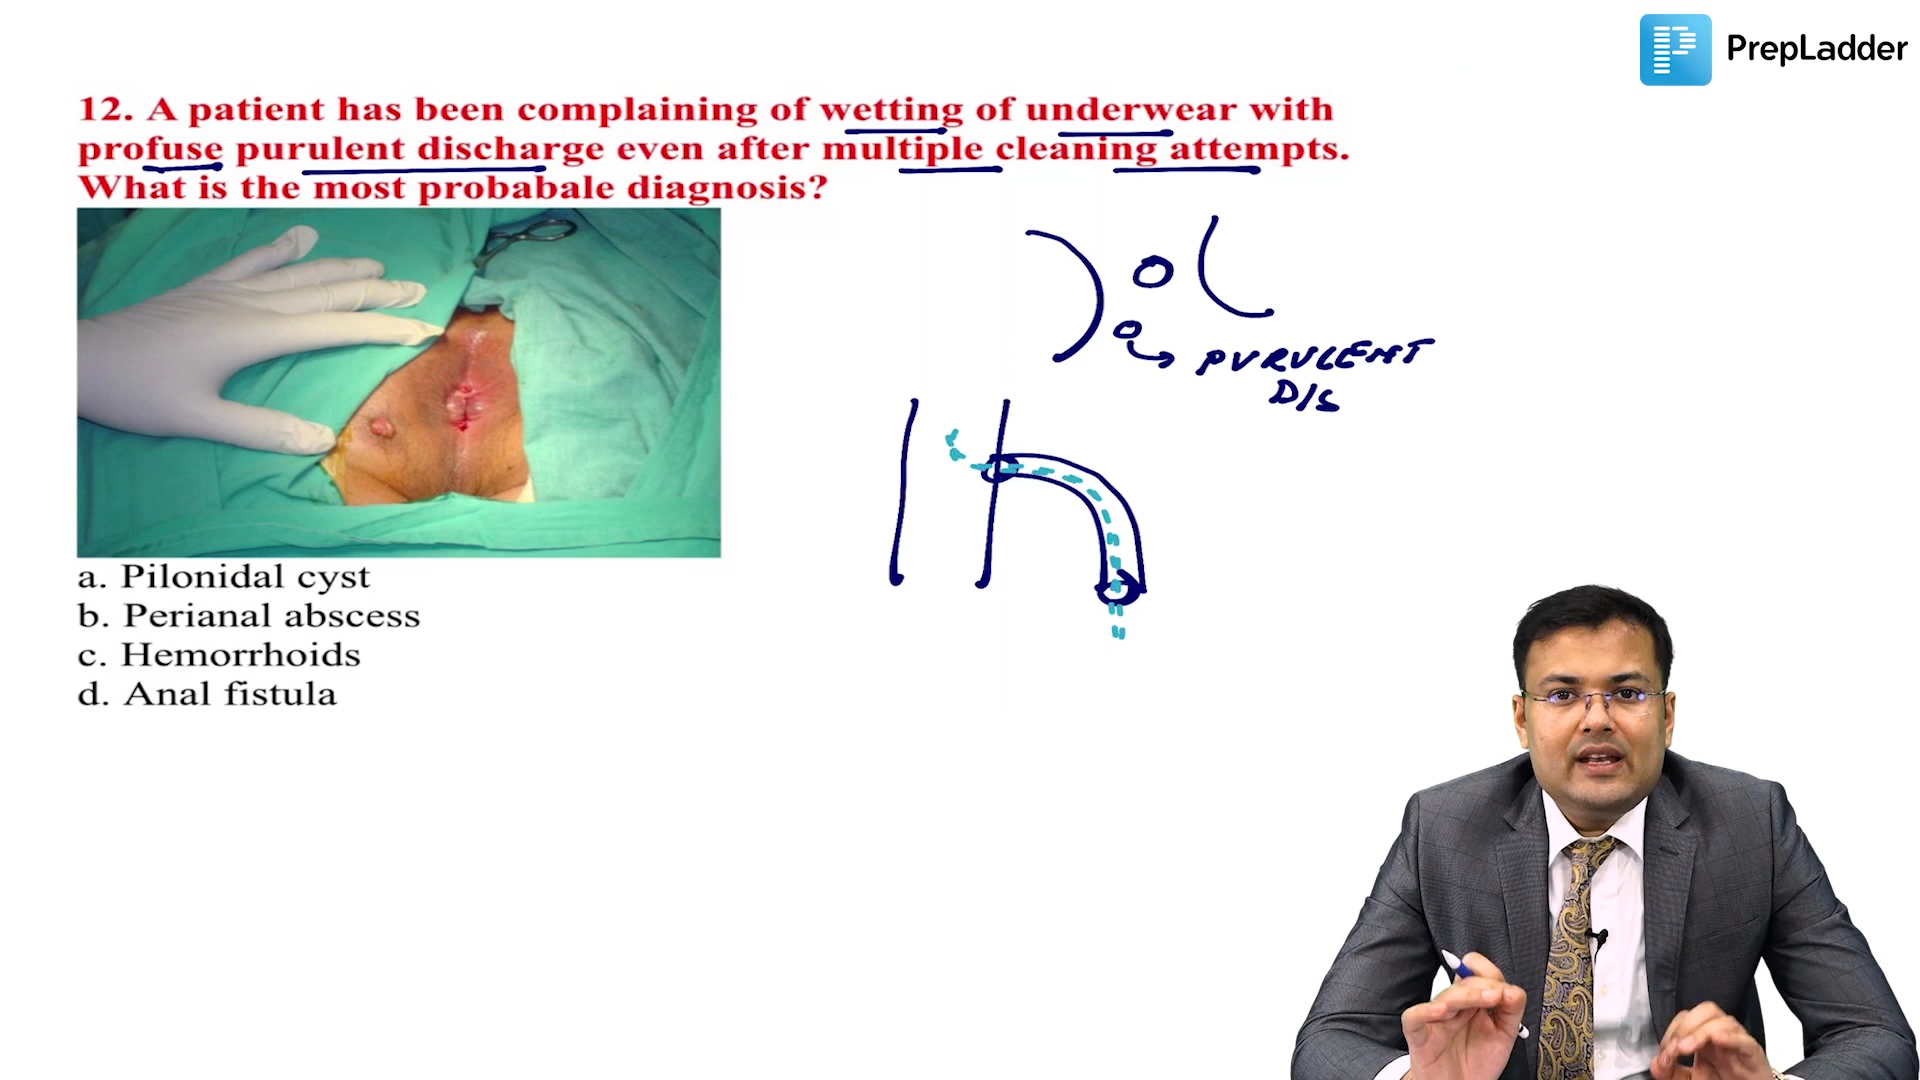 PrepLadder
12. A patient has been complaining of wetting of underwear with
profuse purulent discharge even after multiple cleaning attempts.
What is the most probabale diagnosis?
PURULENT
D/S
a. Pilonidal cyst
b. Perianal abscess
c. Hemorrhoids
d. Anal fistula